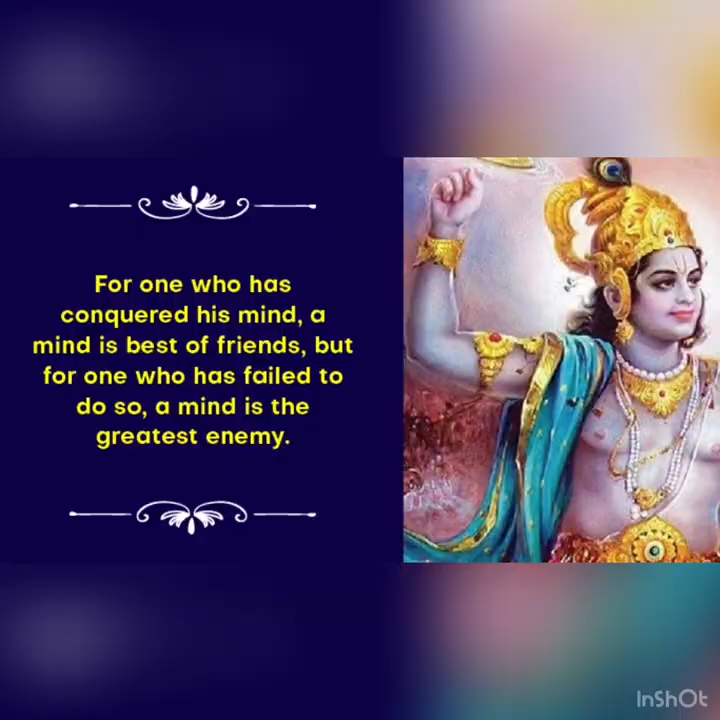 For one who has
conquered his mind, a
mind is best of friends, but
for one who has failed to
do so, a mind is the
greatest enemy.
InShOt